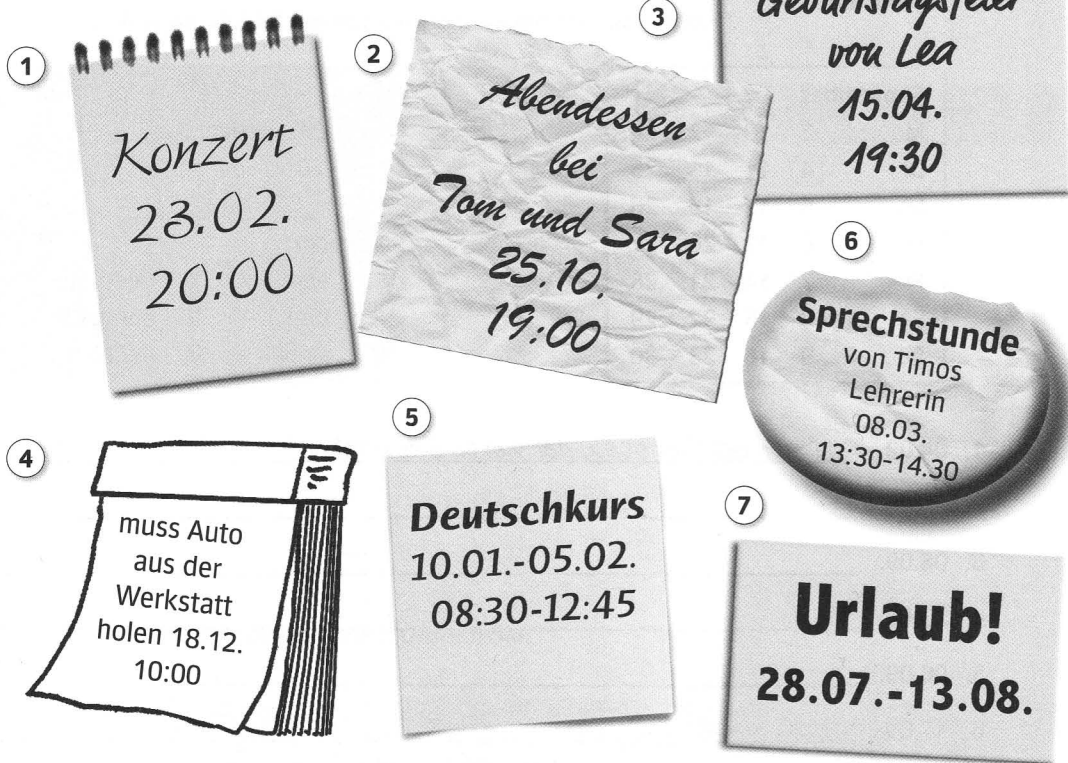 1
Konzert
23.02.
20:00
2
Abendessen
bei
Tom und Sara
25.10.
19:00
3
Geburtstagsfeier
von Lea
15.04.
19:30
4
muss Auto
aus der
Werkstatt
holen 18.12.
10:00
5
Deutschkurs
10.01.-05.02.
08:30-12:45
6
Sprechstunde
von Timos
Lehrerin
08.03.
13:30-14.30
7
Urlaub!
28.07.-13.08.